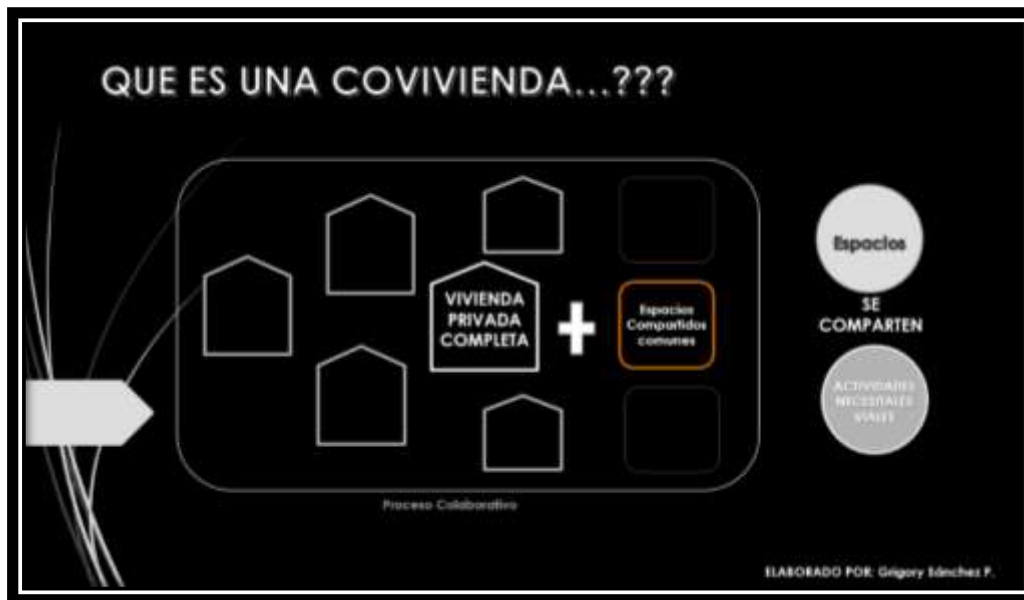 QUE ES UNA COVIVIENDA...???
VIVIENDA
PRIVADA
COMPLETA
Espacios
Compartidos
comunes
Espacios
SE
COMPARTEN
ACTIVIDADES
Proceso Colaborativo
ELABORADO POR: Grigory Sánchez P.